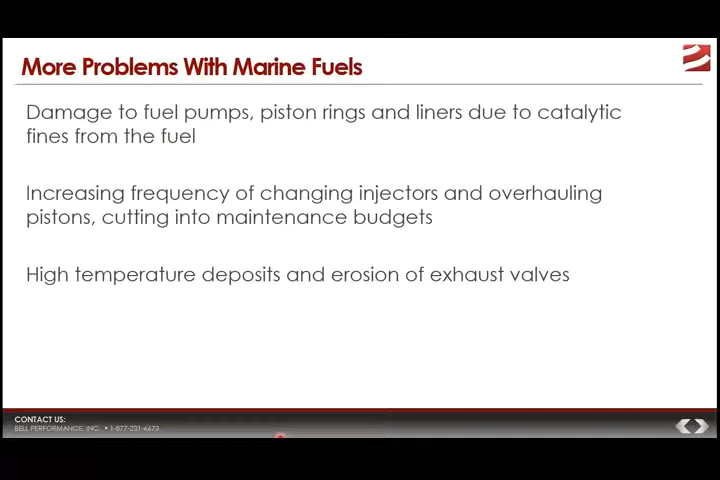 More Problems With Marine Fuels
Damage to fuel pumps, piston rings and liners due to catalytic
fines from the fuel
Increasing frequency of changing injectors and overhauling
pistons, cutting into maintenance budgets
High temperature deposits and erosion of exhaust valves
CONTACT US:
BELL PERFORMANCE, INC. • 1-877-231-6673